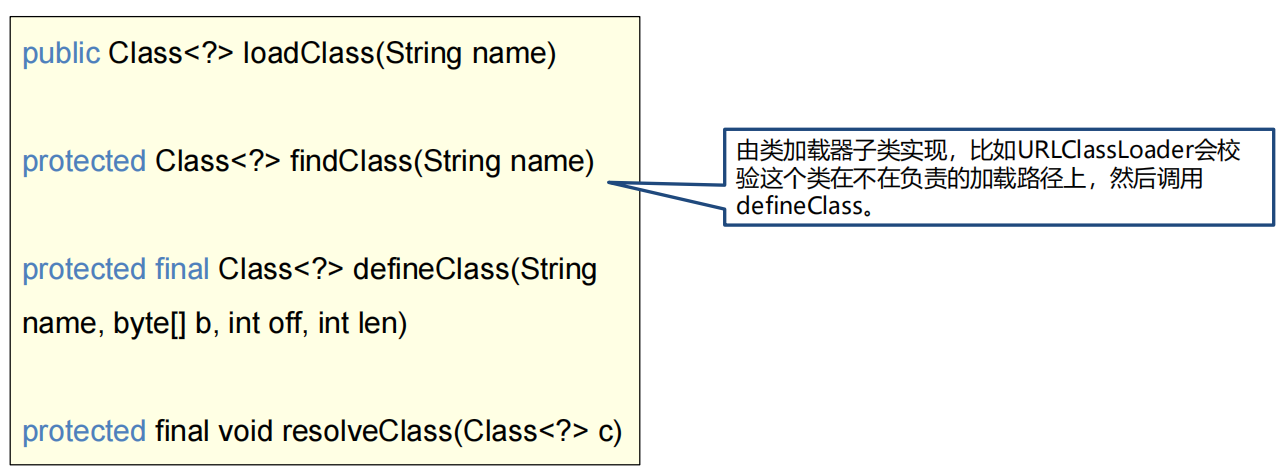 public Class<?> loadClass(String name)
protected Class<?> findClass(String name)
由类加载器子类实现，比如URLClassLoader会校
验这个类在不在负责的加载路径上，然后调用
defineClass。
protected final Class<?> defineClass(String
name, byte[] b, int off, int len)
protected final void resolveClass(Class<?> c)